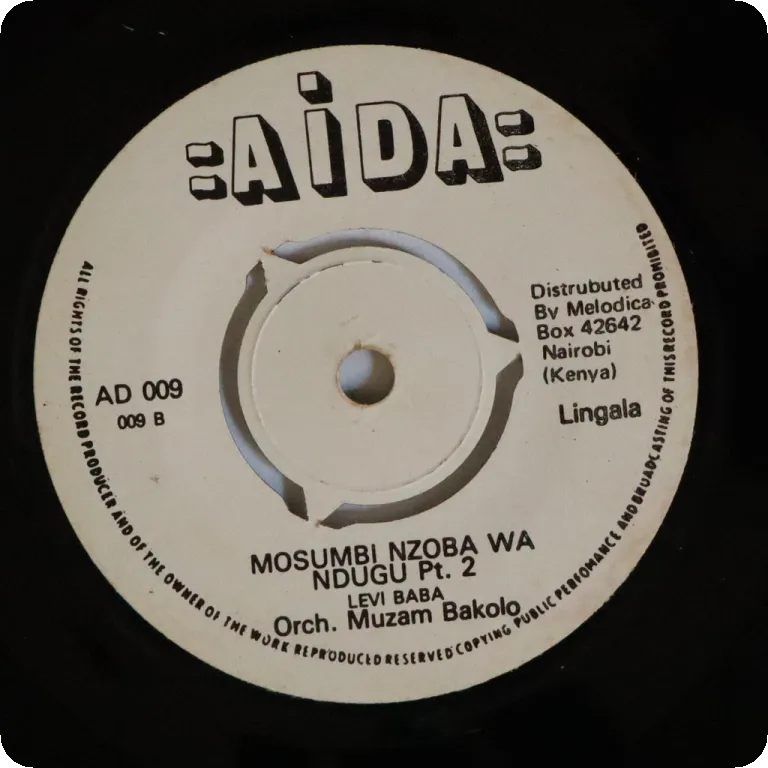 :AiDA:
Distrubuted
By Melodica
Box 42642
Nairobi
(Kenya)
Lingala
AD 009
009 B
MOSUMBI NZOBA WA
NDUGU Pt. 2
LEVI BABA
Orch. Muzam Bakolo
ALL RIGHTS OF THE RECORD PRODUCER AND OF THE OWNER OF THE WORK REPRODUCED RESERVED COPYING PUBLIC PERFOMANCE AND BROADCASTING OF THIS RECORD PROHIBITED